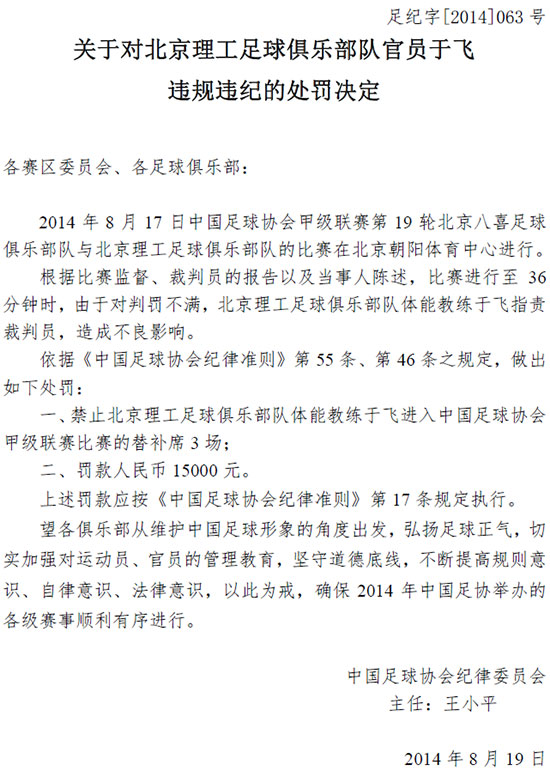 足纪字[2014]063 号
关于对北京理工足球俱乐部队官员于飞
违规违纪的处罚决定
各赛区委员会、各足球俱乐部：
2014 年 8 月 17 日中国足球协会甲级联赛第 19 轮北京八喜足球
俱乐部队与北京理工足球俱乐部队的比赛在北京朝阳体育中心进行。
根据比赛监督、裁判员的报告以及当事人陈述，比赛进行至 36
分钟时，由于对判罚不满，北京理工足球俱乐部队体能教练于飞指责
裁判员，造成不良影响。
依据《中国足球协会纪律准则》第 55 条、第 46 条之规定，做出
如下处罚：
一、禁止北京理工足球俱乐部队体能教练于飞进入中国足球协会
甲级联赛比赛的替补席 3 场；
二、罚款人民币 15000 元。
上述罚款应按《中国足球协会纪律准则》第 17 条规定执行。
望各俱乐部从维护中国足球形象的角度出发，弘扬足球正气，切
实加强对运动员、官员的管理教育，坚守道德底线，不断提高规则意
识、自律意识、法律意识，以此为戒，确保 2014 年中国足协举办的
各级赛事顺利有序进行。
中国足球协会纪律委员会
主任：王小平
2014 年 8 月 19 日